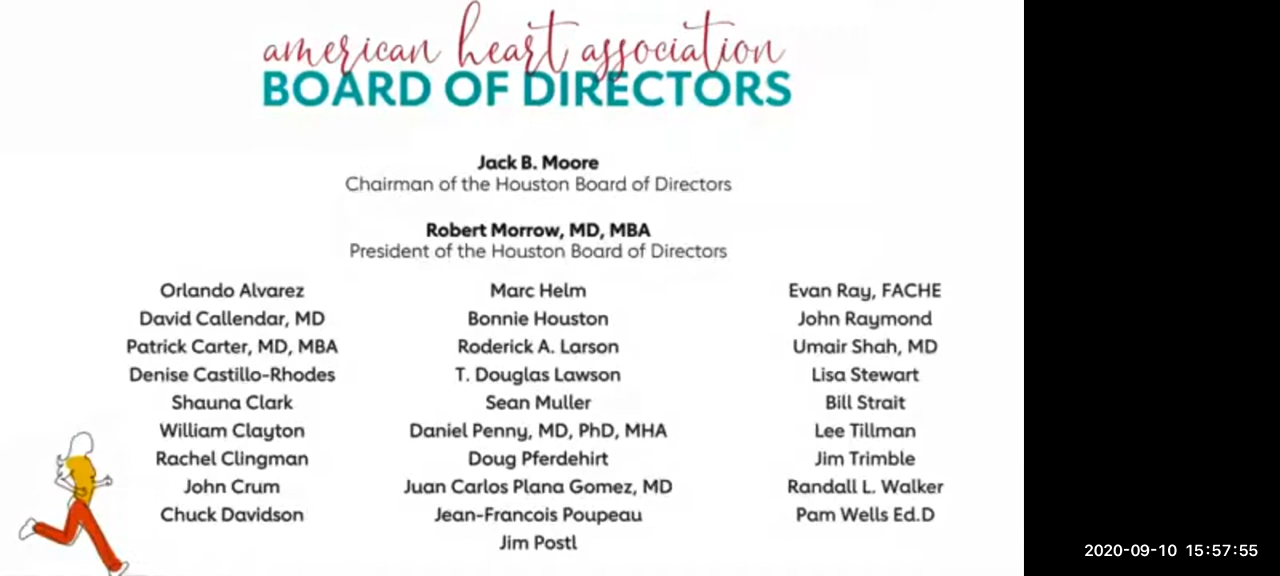 american heart association
BOARD OF DIRECTORS
Jack B. Moore
Chairman of the Houston Board of Directors
Robert Morrow, MD, MBA
President of the Houston Board of Directors
Orlando Alvarez
David Callendar, MD
Patrick Carter, MD, MBA
Denise Castillo-Rhodes
Shauna Clark
William Clayton
Rachel Clingman
John Crum
Chuck Davidson
Marc Helm
Bonnie Houston
Roderick A. Larson
T. Douglas Lawson
Sean Muller
Daniel Penny, MD, PhD, MHA
Doug Pferdehirt
Juan Carlos Plana Gomez, MD
Jean-Francois Poupeau
Jim Postl
Evan Ray, FACHE
John Raymond
Umair Shah, MD
Lisa Stewart
Bill Strait
Lee Tillman
Jim Trimble
Randall L. Walker
Pam Wells Ed.D
2020-09-10 15:57:55